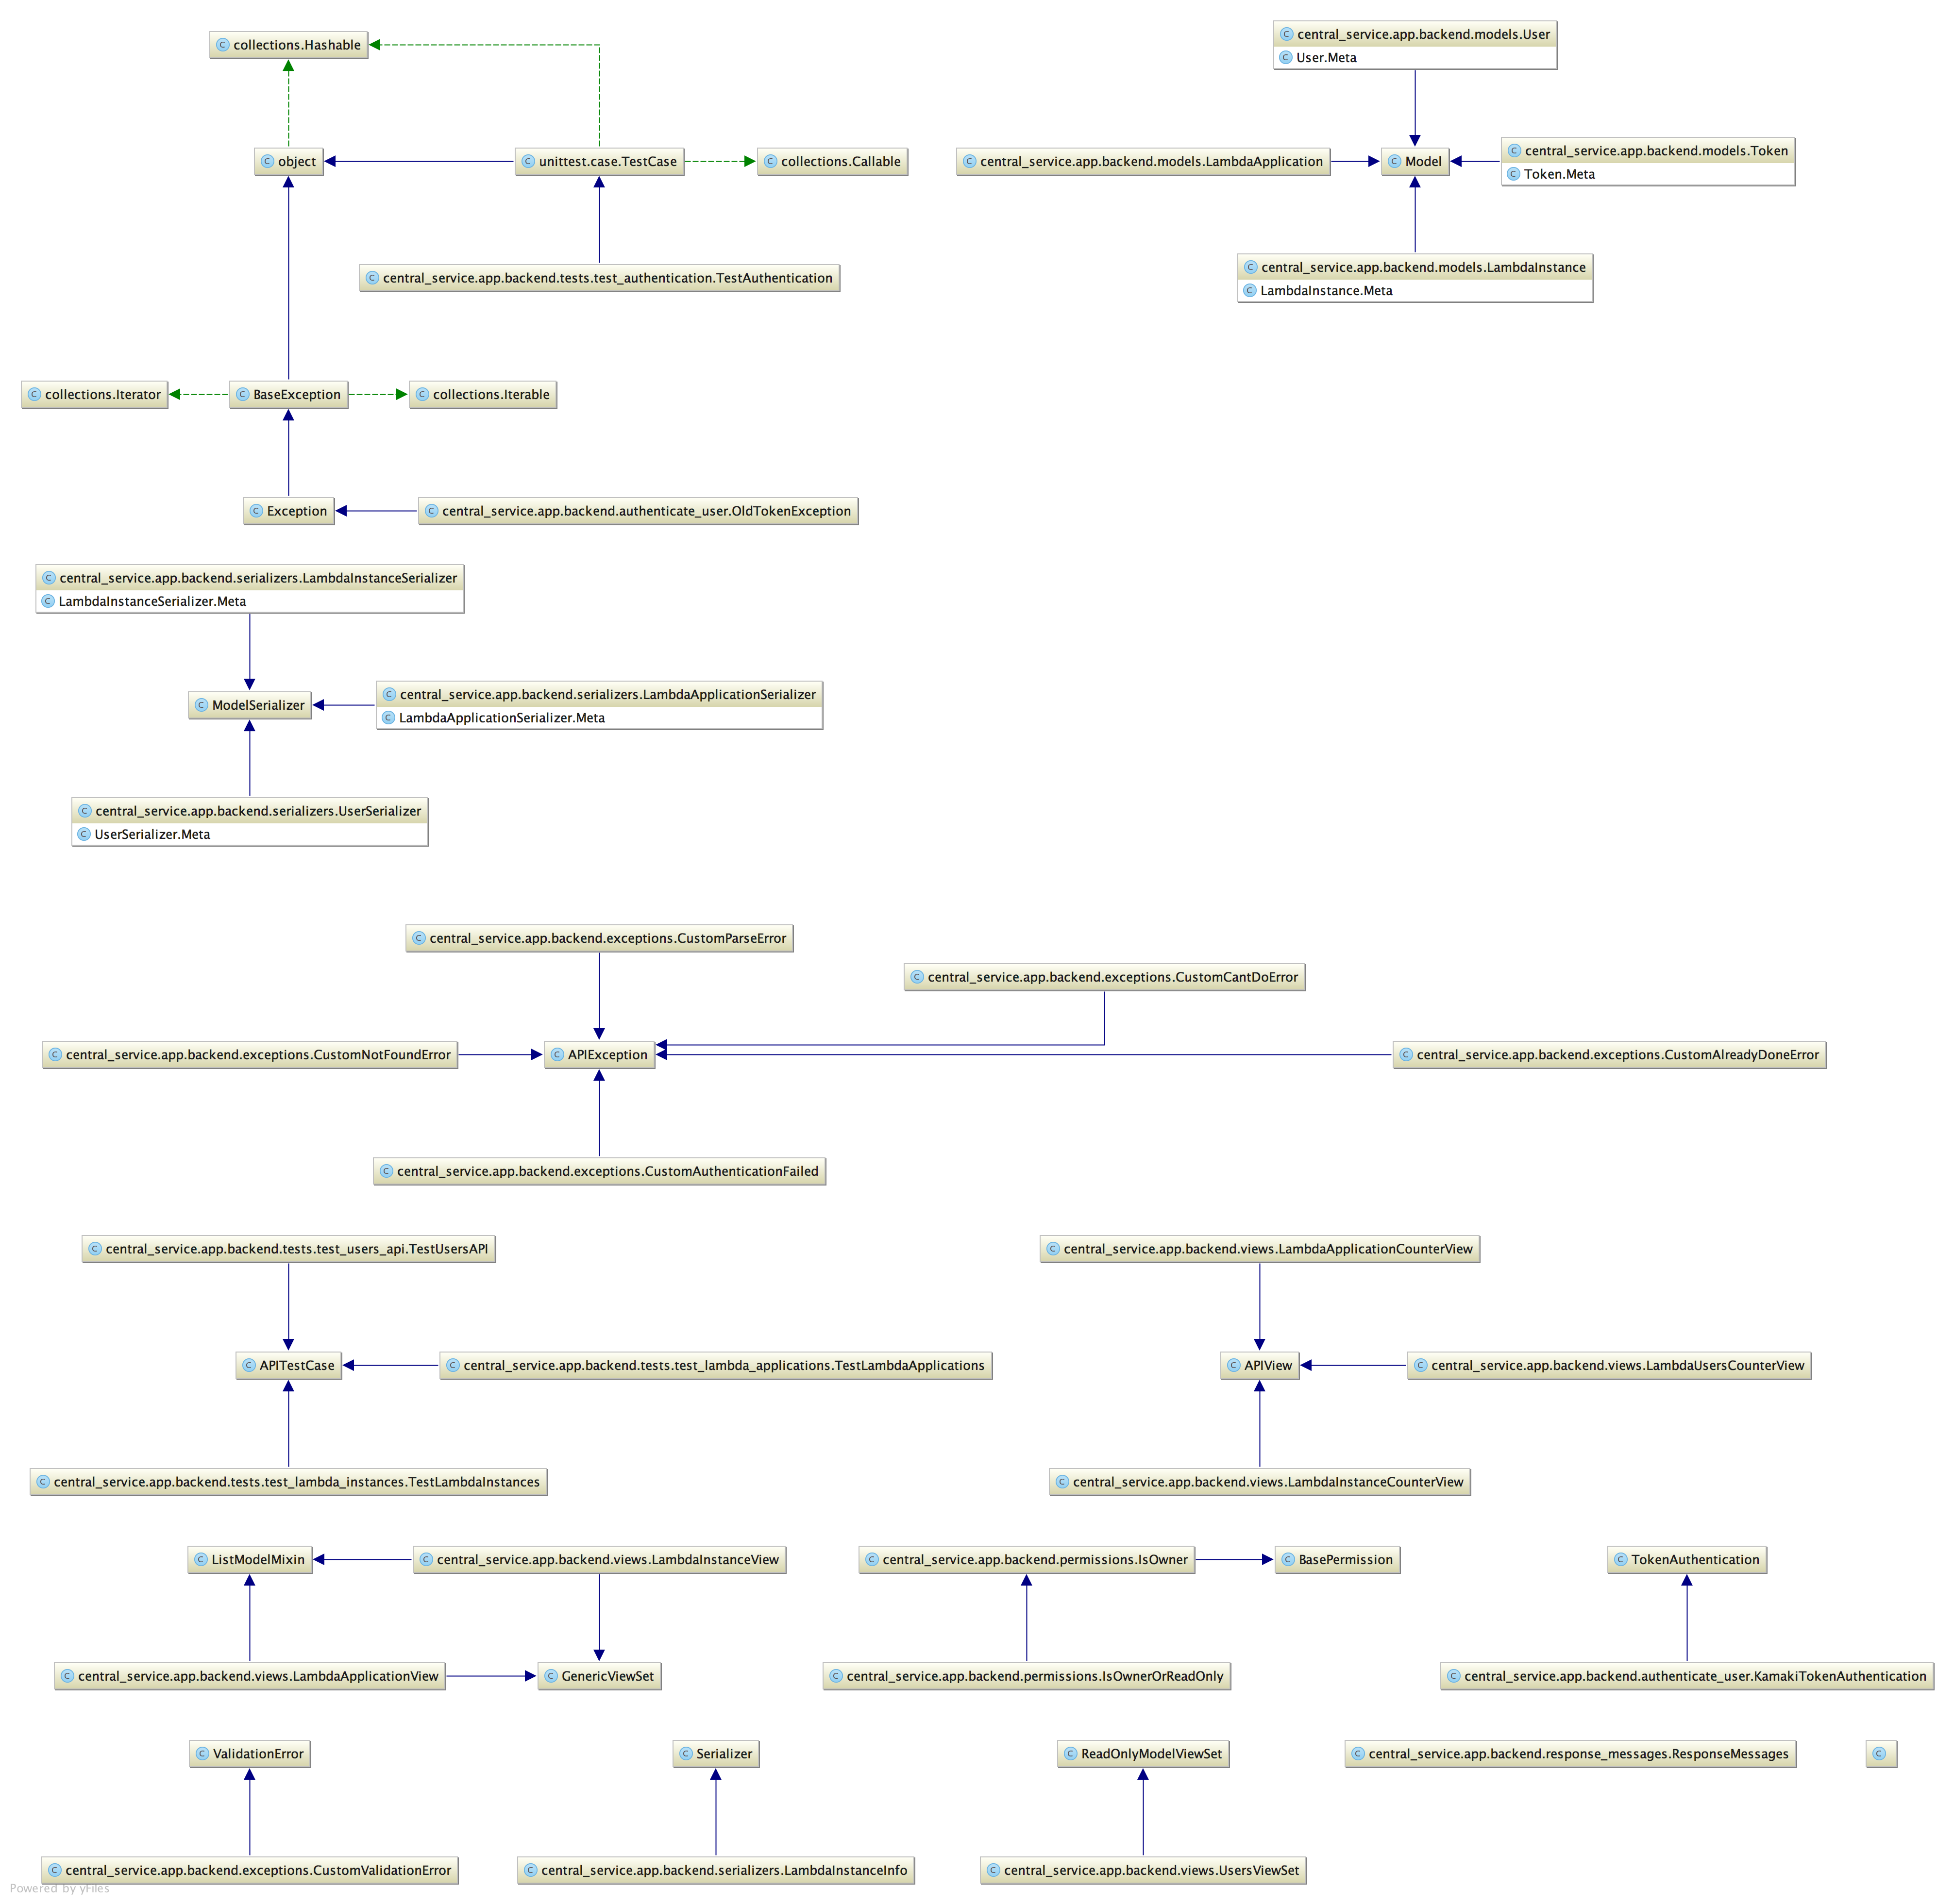 collections.Hashable
central_service.app.backend.models.User
User.Meta
object
unittest.case.TestCase
collections.Callable
central_service.app.backend.models.LambdaApplication
Model
central_service.app.backend.models.Token
Token.Meta
central_service.app.backend.tests.test_authentication.TestAuthentication
central_service.app.backend.models.LambdaInstance
LambdaInstance.Meta
collections.Iterator
BaseException
collections.Iterable
Exception
central_service.app.backend.authenticate_user.OldTokenException
central_service.app.backend.serializers.LambdaInstanceSerializer
LambdaInstanceSerializer.Meta
ModelSerializer
central_service.app.backend.serializers.LambdaApplicationSerializer
LambdaApplicationSerializer.Meta
central_service.app.backend.serializers.UserSerializer
UserSerializer.Meta
central_service.app.backend.exceptions.CustomParseError
central_service.app.backend.exceptions.CustomCantDoError
central_service.app.backend.exceptions.CustomNotFoundError
APIException
central_service.app.backend.exceptions.CustomAlreadyDoneError
central_service.app.backend.exceptions.CustomAuthenticationFailed
central_service.app.backend.tests.test_users_api.TestUsersAPI
central_service.app.backend.views.LambdaApplicationCounterView
APITestCase
central_service.app.backend.tests.test_lambda_applications.TestLambdaApplications
APIView
central_service.app.backend.views.LambdaUsersCounterView
central_service.app.backend.tests.test_lambda_instances.TestLambdaInstances
central_service.app.backend.views.LambdaInstanceCounterView
ListModelMixin
central_service.app.backend.views.LambdaInstanceView
central_service.app.backend.permissions.IsOwner
BasePermission
TokenAuthentication
central_service.app.backend.views.LambdaApplicationView
GenericViewSet
central_service.app.backend.permissions.IsOwnerOrReadOnly
central_service.app.backend.authenticate_user.KamakiTokenAuthentication
ValidationError
Serializer
ReadOnlyModelViewSet
central_service.app.backend.response_messages.ResponseMessages
central_service.app.backend.exceptions.CustomValidationError
central_service.app.backend.serializers.LambdaInstanceInfo
central_service.app.backend.views.UsersViewSet
Powered by yFiles